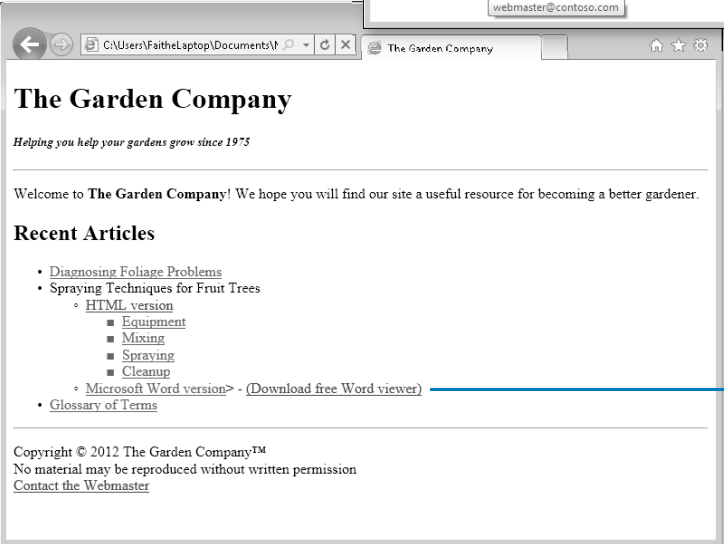 webmaster@contoso.com
C:\Users\FaitheLaptop\Documents\
The Garden Company
The Garden Company
Helping you help your gardens grow since 1975
Welcome to The Garden Company! We hope you will find our site a useful resource for becoming a better gardener.
Recent Articles
• Diagnosing Foliage Problems
• Spraying Techniques for Fruit Trees
◦ HTML version
▪ Equipment
▪ Mixing
▪ Spraying
▪ Cleanup
◦ Microsoft Word version> - (Download free Word viewer)
• Glossary of Terms
Copyright © 2012 The Garden Company™
No material may be reproduced without written permission
Contact the Webmaster